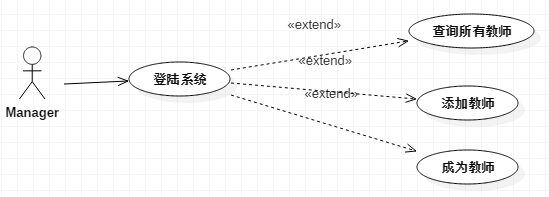 «extend»
查询所有教师
«extend»
登陆系统
«extend»
添加教师
Manager
成为教师